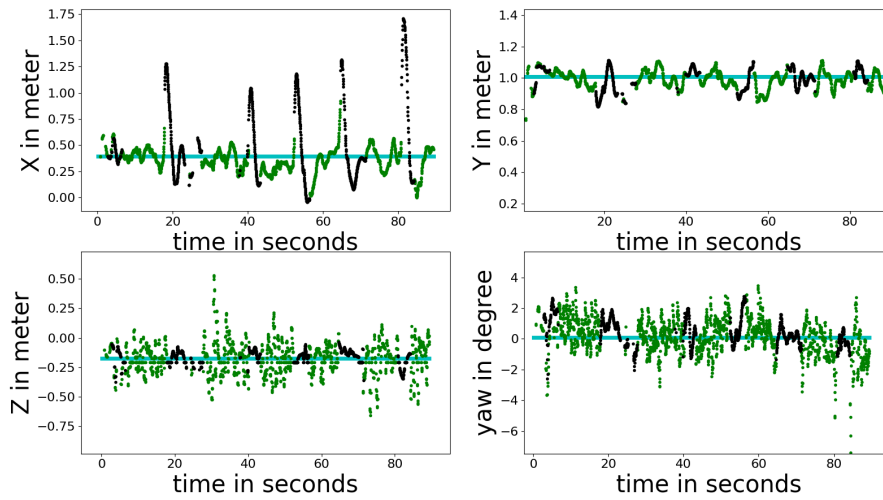 1.75
1.50
1.25
1.00
0.75
0.50
0.25
0.00
X in meter
0 20 40 60 80
time in seconds
1.4
1.2
1.0
0.8
0.6
0.4
0.2
Y in meter
20 40 60 80
time in seconds
0.50
0.25
0.00
−0.25
−0.50
−0.75
Z in meter
0 20 40 60 80
time in seconds
4
2
0
−2
−4
−6
yaw in degree
0 20 40 60 80
time in seconds